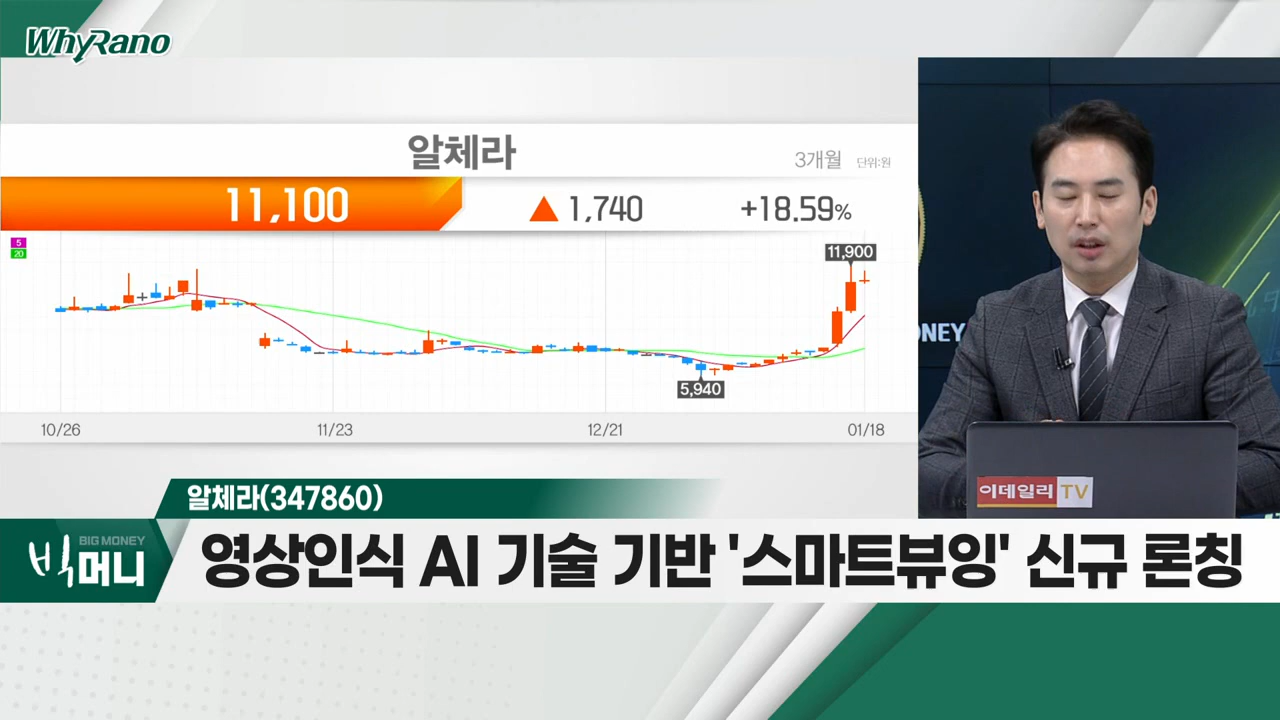 WhyRano
알체라
3개월 단위:원
11,100 ▲ 1,740 +18.59%
5
20
11,900
5,940
10/26 11/23 12/21 01/18
ONEY
이데일리 TV
알체라(347860)
BIG MONEY
빅머니
영상인식 AI 기술 기반 '스마트뷰잉' 신규 론칭